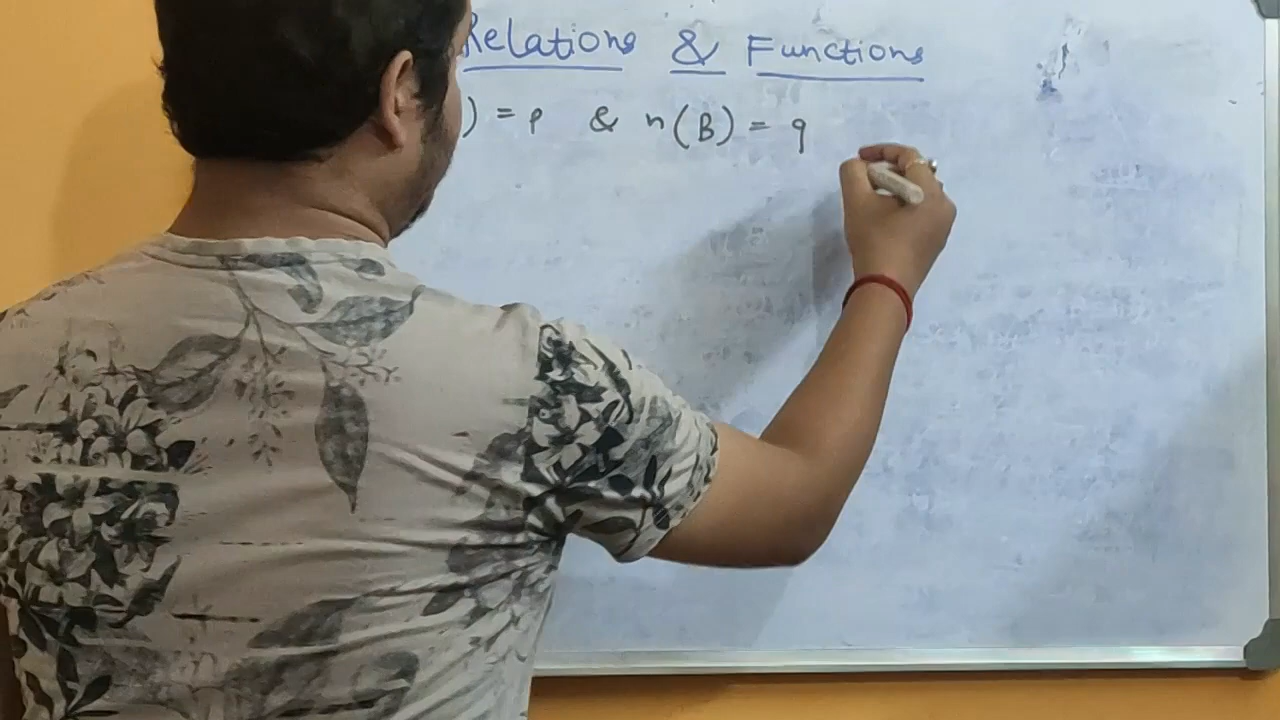 Relations & Functions
) = p & n(B) = q